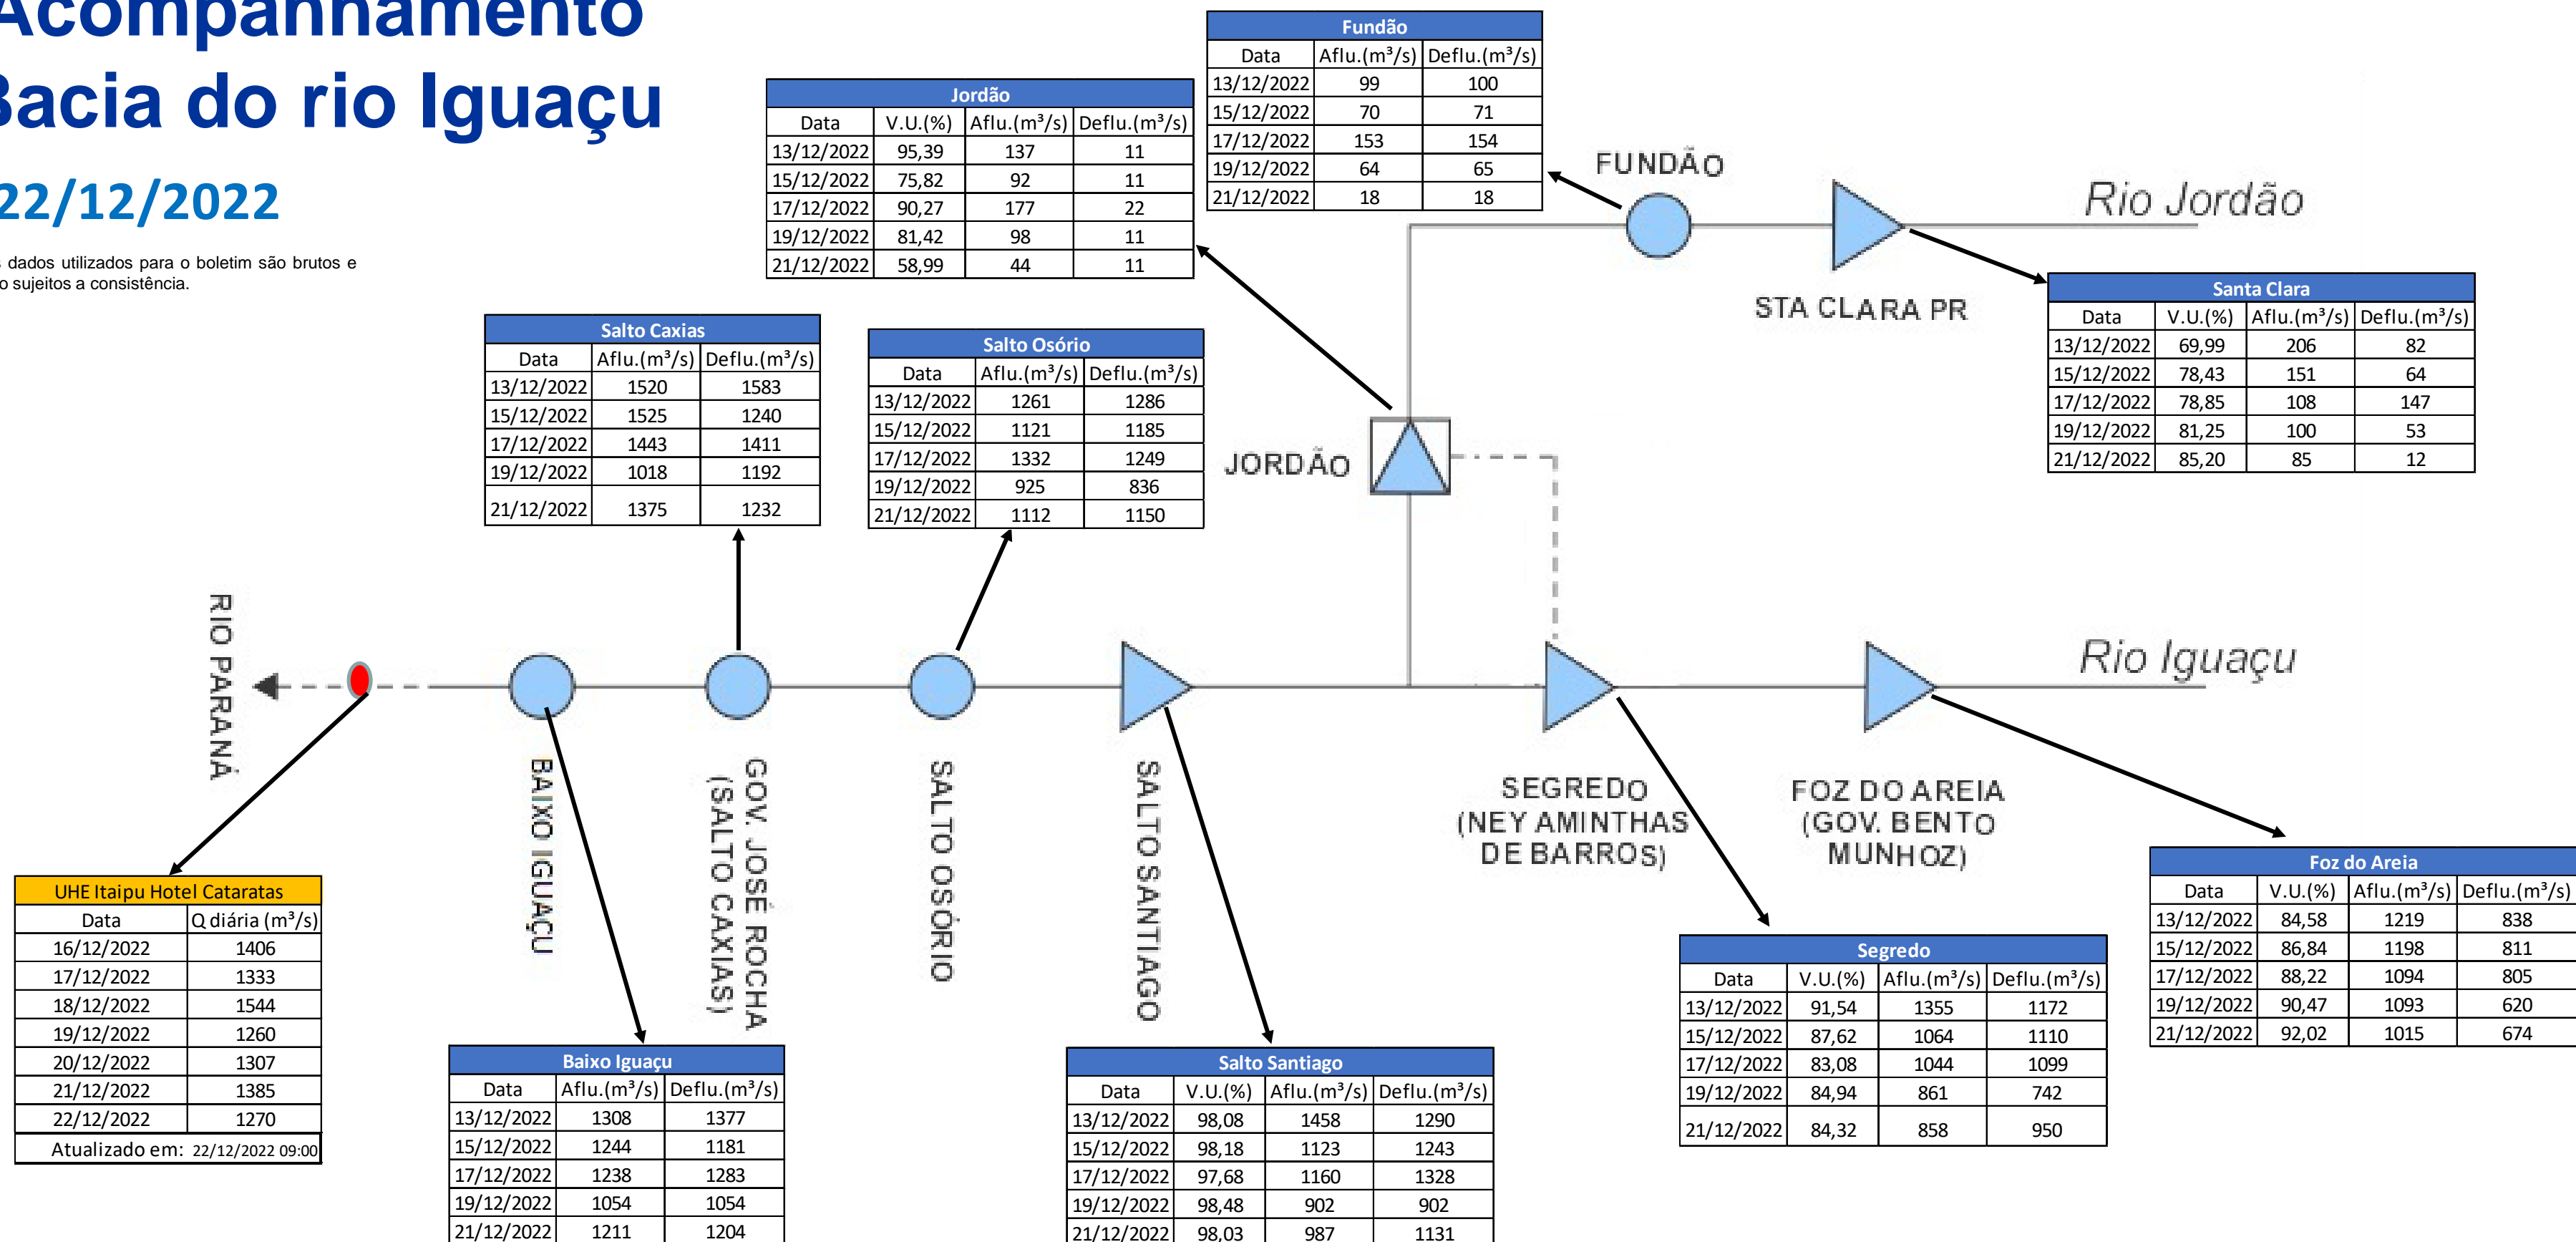 Acompanhamento
Bacia do rio Iguaçu
22/12/2022
s dados utilizados para o boletim são brutos e
o sujeitos a consistência.
Fundão
Data Aflu.(m³/s) Deflu.(m³/s)
13/12/2022 99 100
15/12/2022 70 71
17/12/2022 153 154
19/12/2022 64 65
21/12/2022 18 18
Jordão
Data V.U.(%) Aflu.(m³/s) Deflu.(m³/s)
13/12/2022 95,39 137 11
15/12/2022 75,82 92 11
17/12/2022 90,27 177 22
19/12/2022 81,42 98 11
21/12/2022 58,99 44 11
FUNDÃO
Rio Jordão
STA CLARA PR
Santa Clara
Data V.U.(%) Aflu.(m³/s) Deflu.(m³/s)
13/12/2022 69,99 206 82
15/12/2022 78,43 151 64
17/12/2022 78,85 108 147
19/12/2022 81,25 100 53
21/12/2022 85,20 85 12
Salto Caxias
Data Aflu.(m³/s) Deflu.(m³/s)
13/12/2022 1520 1583
15/12/2022 1525 1240
17/12/2022 1443 1411
19/12/2022 1018 1192
21/12/2022 1375 1232
Salto Osório
Data Aflu.(m³/s) Deflu.(m³/s)
13/12/2022 1261 1286
15/12/2022 1121 1185
17/12/2022 1332 1249
19/12/2022 925 836
21/12/2022 1112 1150
JORDÃO
RIO PARANÁ
Rio Iguaçu
BAIXO IGUAÇU
GOV. JOSÉ ROCHA
(SALTO CAXIAS)
SALTO OSÓRIO
SALTO SANTIAGO
SEGREDO
(NEY AMINTHAS
DE BARROS)
FOZ DO AREIA
(GOV. BENTO
MUNHOZ)
UHE Itaipu Hotel Cataratas
Data Q diária (m³/s)
16/12/2022 1406
17/12/2022 1333
18/12/2022 1544
19/12/2022 1260
20/12/2022 1307
21/12/2022 1385
22/12/2022 1270
Atualizado em: 22/12/2022 09:00
Baixo Iguaçu
Data Aflu.(m³/s) Deflu.(m³/s)
13/12/2022 1308 1377
15/12/2022 1244 1181
17/12/2022 1238 1283
19/12/2022 1054 1054
21/12/2022 1211 1204
Salto Santiago
Data V.U.(%) Aflu.(m³/s) Deflu.(m³/s)
13/12/2022 98,08 1458 1290
15/12/2022 98,18 1123 1243
17/12/2022 97,68 1160 1328
19/12/2022 98,48 902 902
21/12/2022 98,03 987 1131
Segredo
Data V.U.(%) Aflu.(m³/s) Deflu.(m³/s)
13/12/2022 91,54 1355 1172
15/12/2022 87,62 1064 1110
17/12/2022 83,08 1044 1099
19/12/2022 84,94 861 742
21/12/2022 84,32 858 950
Foz do Areia
Data V.U.(%) Aflu.(m³/s) Deflu.(m³/s)
13/12/2022 84,58 1219 838
15/12/2022 86,84 1198 811
17/12/2022 88,22 1094 805
19/12/2022 90,47 1093 620
21/12/2022 92,02 1015 674